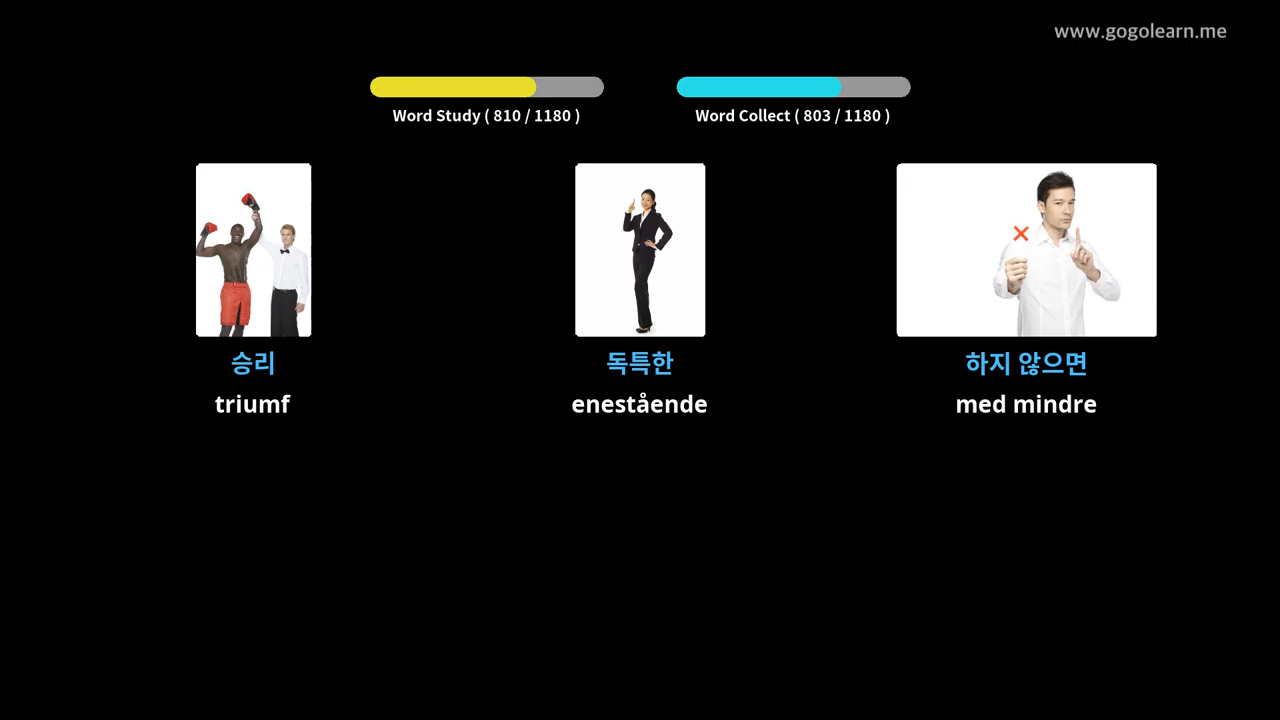 www.gogolearn.me
Word Study ( 810 / 1180 )
Word Collect ( 803 / 1180 )
승리
독특한
하지 않으면
triumf
enestående
med mindre